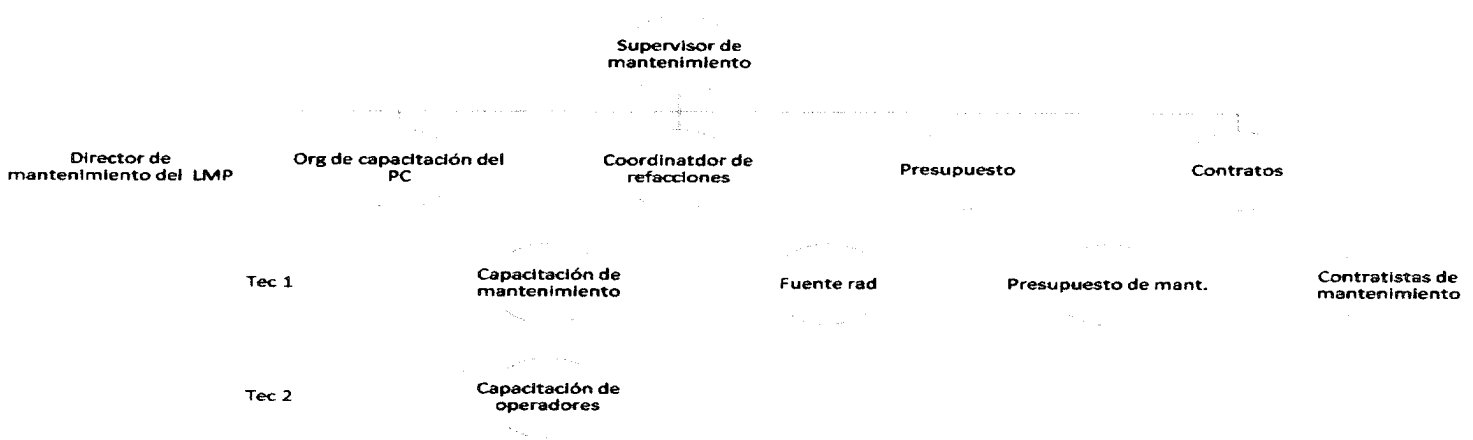 Supervisor de
mantenimiento
Director de
mantenimiento del LMP
Org de capacitación del
PC
Coordinatdor de
refacciones
Presupuesto
Contratos
Tec 1
Capacitación de
mantenimiento
Fuente rad
Presupuesto de mant.
Contratistas de
mantenimiento
Tec 2
Capacitación de
operadores